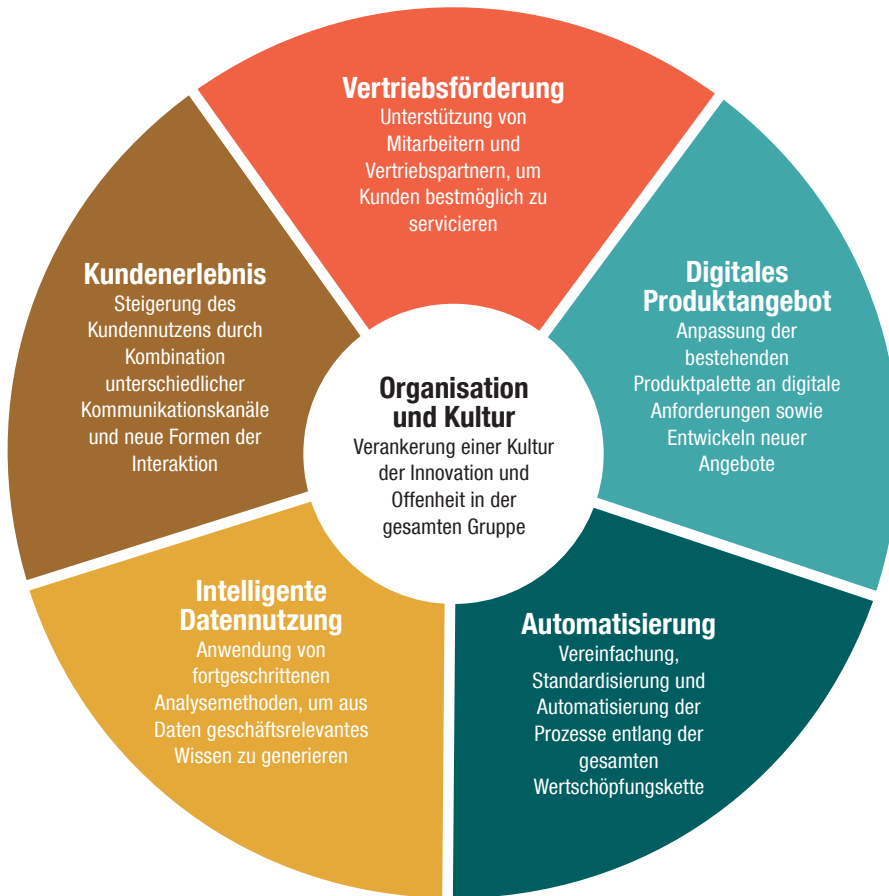 Vertriebsförderung
Unterstützung von
Mitarbeitern und
Vertriebspartnern, um
Kunden bestmöglich zu
servicieren
Digitales
Produktangebot
Anpassung der
bestehenden
Produktpalette an digitale
Anforderungen sowie
Entwickeln neuer
Angebote
Automatisierung
Vereinfachung,
Standardisierung und
Automatisierung der
Prozesse entlang der
gesamten
Wertschöpfungskette
Intelligente
Datennutzung
Anwendung von
fortgeschrittenen
Analysemethoden, um aus
Daten geschäftsrelevantes
Wissen zu generieren
Kundenerlebnis
Steigerung des
Kundennutzens durch
Kombination
unterschiedlicher
Kommunikationskanäle
und neue Formen der
Interaktion
Organisation
und Kultur
Verankerung einer Kultur
der Innovation und
Offenheit in der
gesamten Gruppe